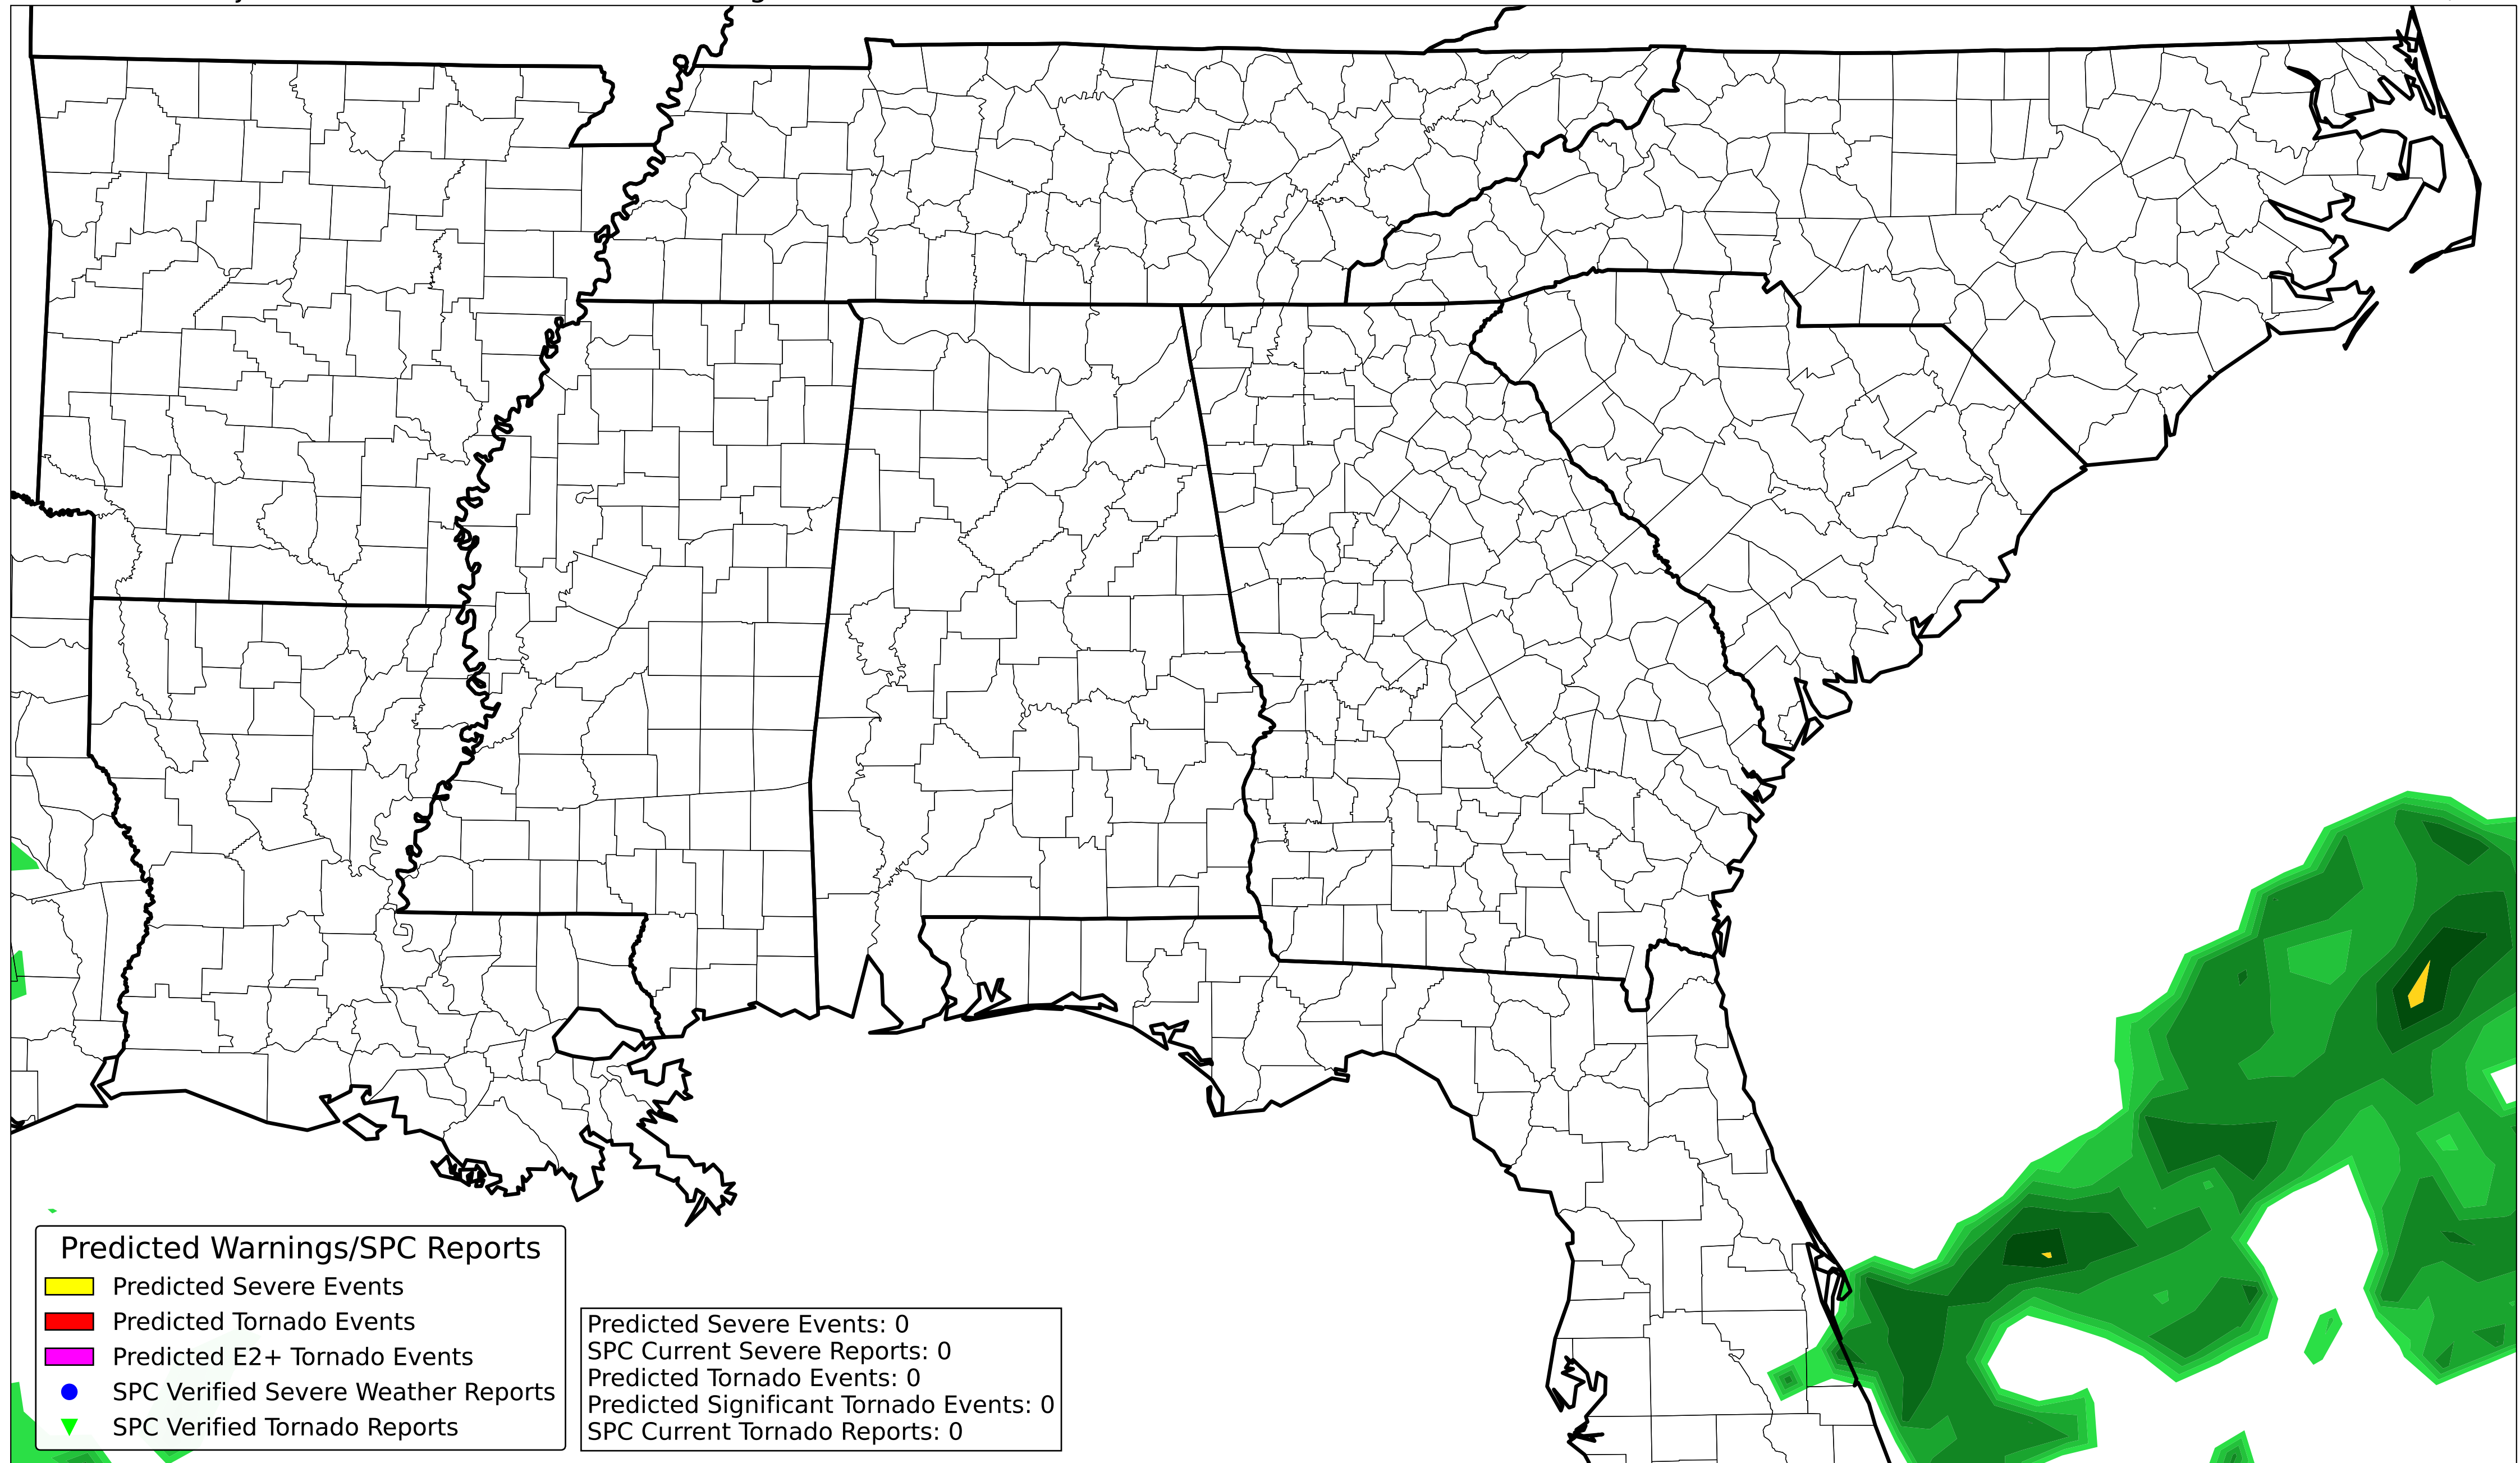 Predicted Warnings/SPC Reports
Predicted Severe Events
Predicted Tornado Events
Predicted E2+ Tornado Events
SPC Verified Severe Weather Reports
SPC Verified Tornado Reports
Predicted Severe Events: 0
SPC Current Severe Reports: 0
Predicted Tornado Events: 0
Predicted Significant Tornado Events: 0
SPC Current Tornado Reports: 0